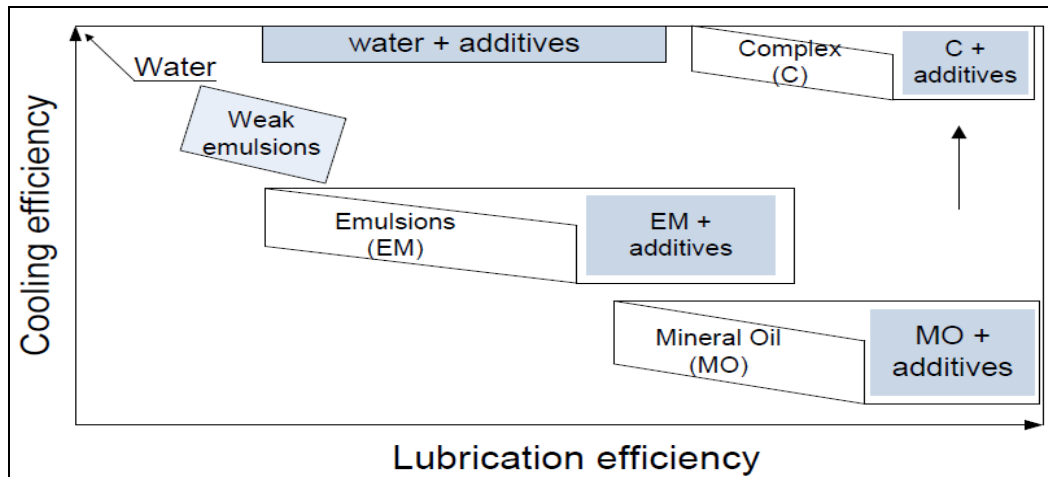 water + additives
Complex
(C)
C +
additives
Water
Weak
emulsions
Emulsions
(EM)
EM +
additives
Mineral Oil
(MO)
MO +
additives
Cooling efficiency
Lubrication efficiency